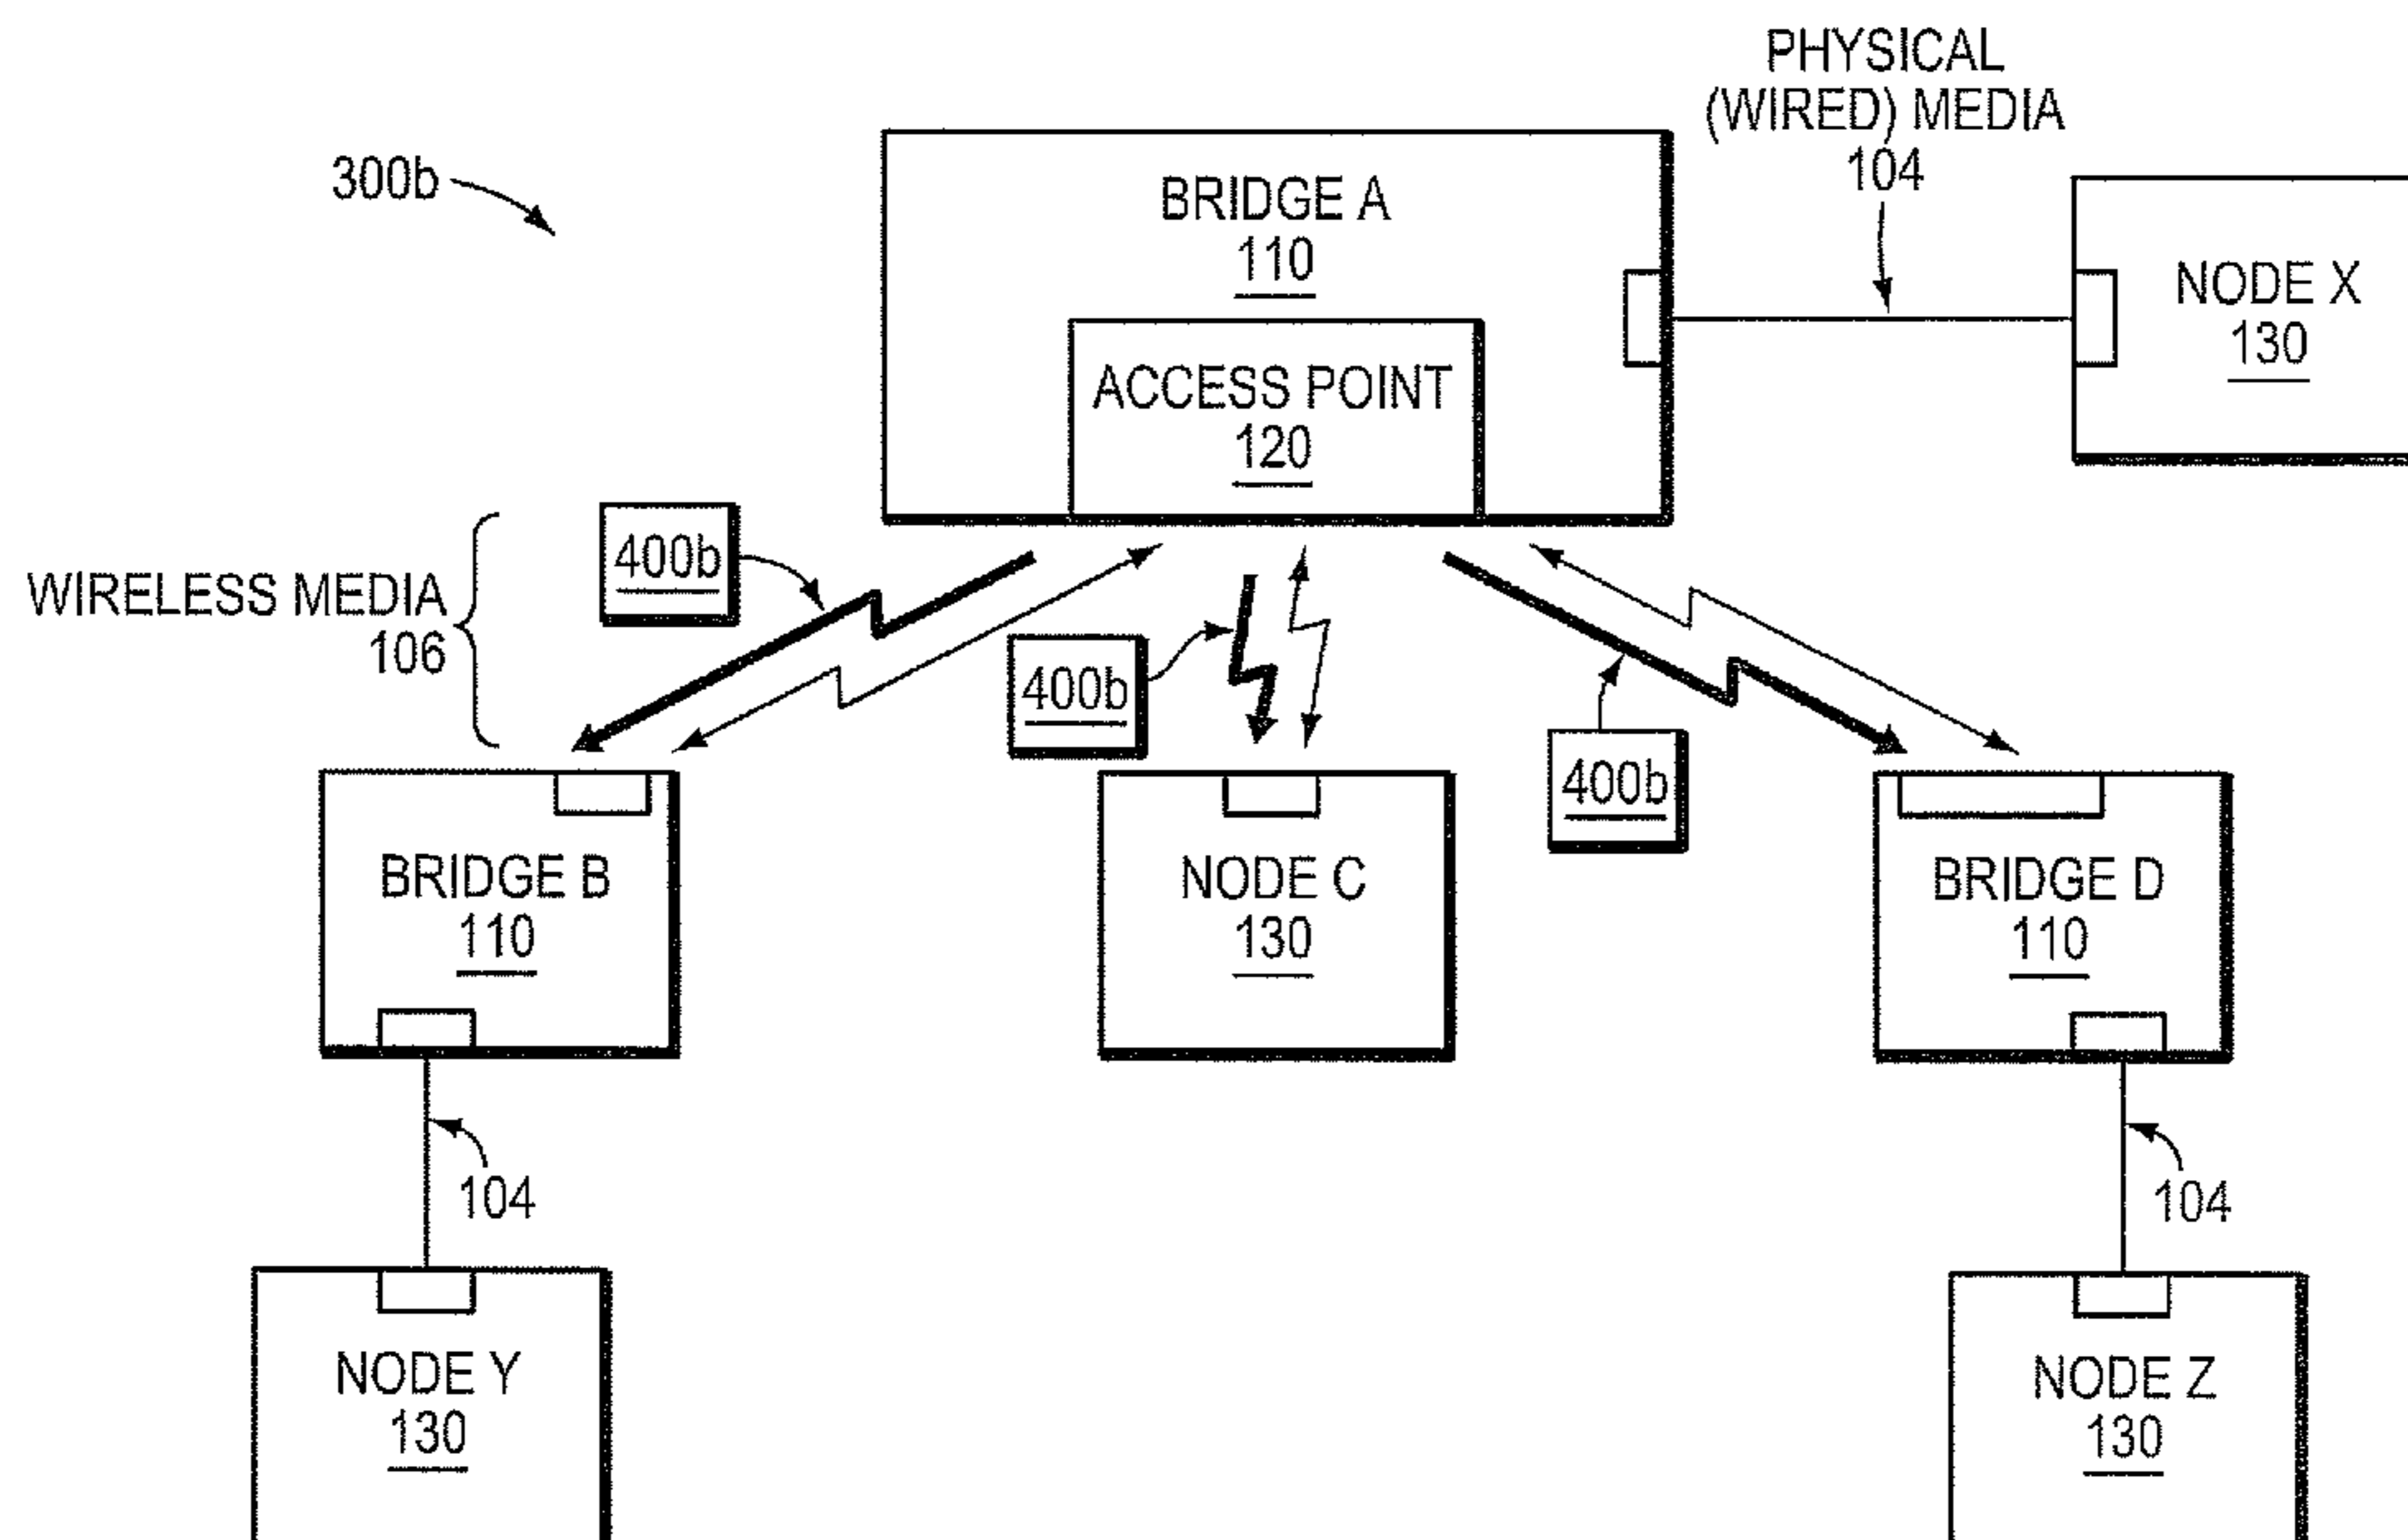 PHYSICAL
(WIRED) MEDIA
104
300b
BRIDGE A
110
NODE X
130
ACCESS POINT
120
400b
WIRELESS MEDIA
106
400b
400b
BRIDGE B
110
NODE C
130
BRIDGE D
110
104
104
NODE Y
130
NODE Z
130